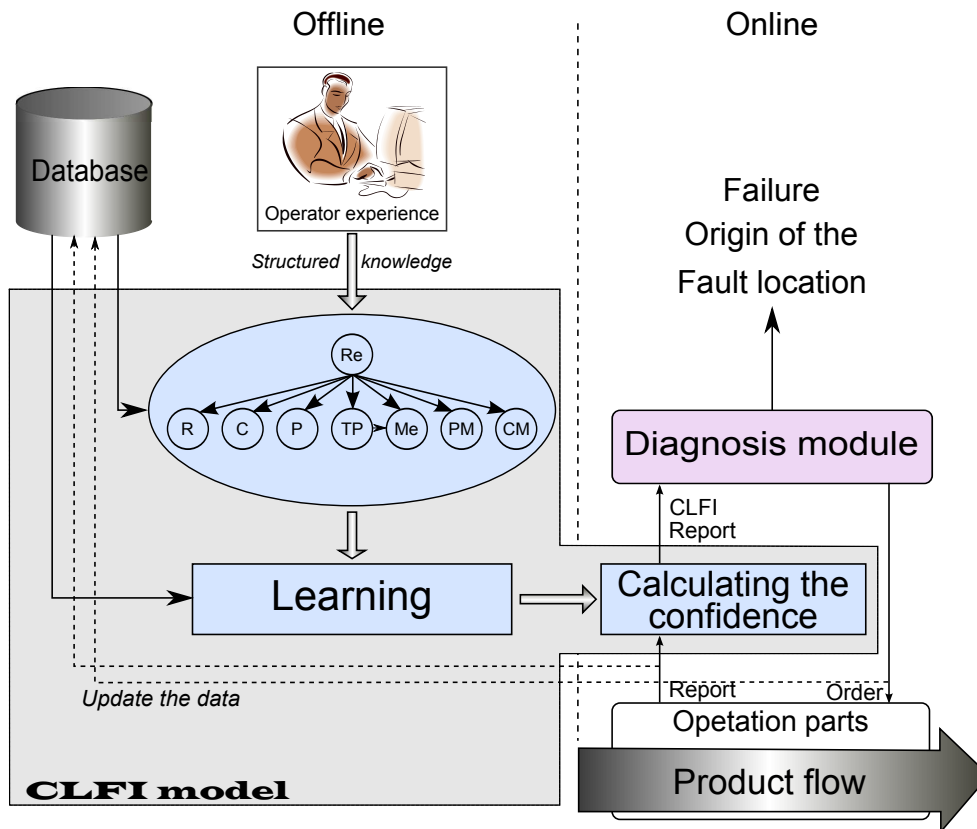 Offline
Online
Database
Operator experience
Structured knowledge
Failure
Origin of the
Fault location
Re
R C P TP Me PM CM
Diagnosis module
CLFI
Report
Learning
Calculating the
confidence
Update the data
Report
Order
Opetation parts
Product flow
CLFI model